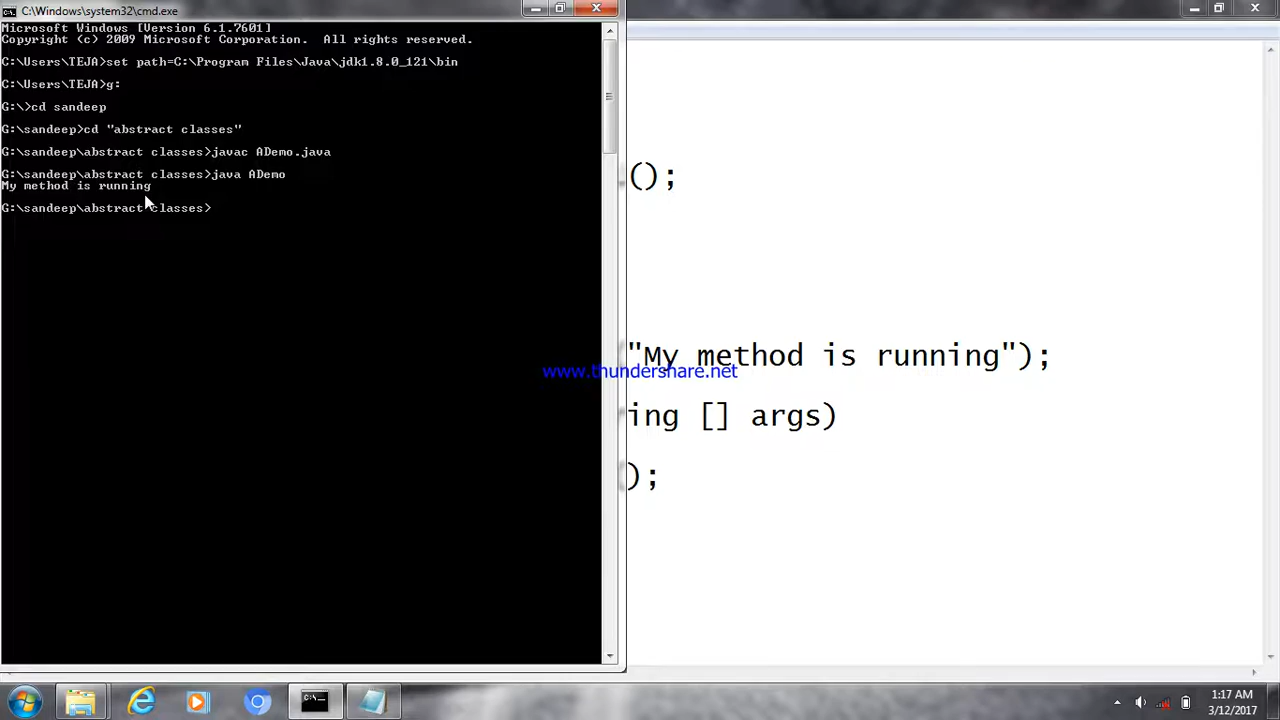 C:\Windows\system32\cmd.exe
Microsoft Windows [Version 6.1.7601]
Copyright (c) 2009 Microsoft Corporation.  All rights reserved.
C:\Users\TEJA>set path=C:\Program Files\Java\jdk1.8.0_121\bin
C:\Users\TEJA>g:
G:\>cd sandeep
G:\sandeep>cd "abstract classes"
G:\sandeep\abstract classes>javac ADemo.java
G:\sandeep\abstract classes>java ADemo
My method is running
G:\sandeep\abstract classes>
();
"My method is running");
www.thundershare.net
ing [] args)
);
1:17 AM
3/12/2017